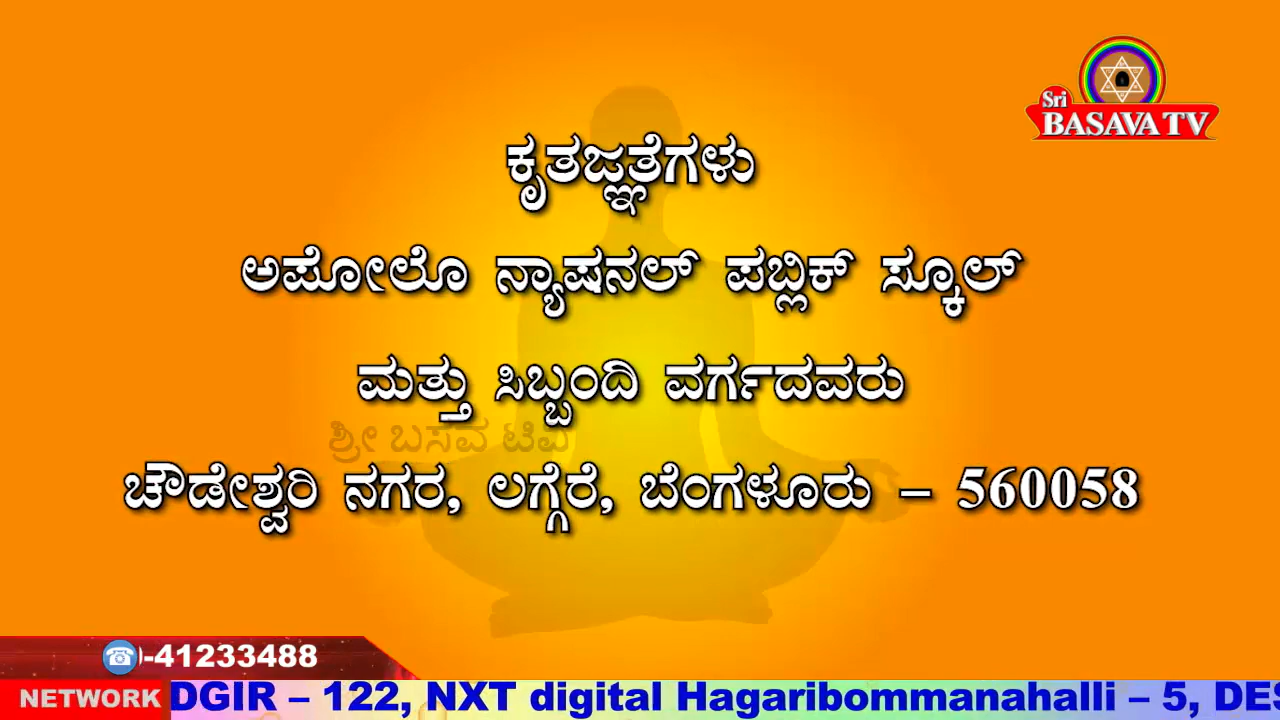 Sri
BASAVA TV
ಕೃತಜ್ಞತೆಗಳು
ಅಪೋಲೊ ನ್ಯಾಷನಲ್ ಪಬ್ಲಿಕ್ ಸ್ಕೂಲ್
ಮತ್ತು ಸಿಬ್ಬಂದಿ ವರ್ಗದವರು
ಶ್ರೀ ಬಸವ ಟಿವಿ
ಚೌಡೇಶ್ವರಿ ನಗರ, ಲಗ್ಗೆರೆ, ಬೆಂಗಳೂರು – 560058
)-41233488
NETWORK DGIR – 122, NXT digital Hagaribommanahalli – 5, DES